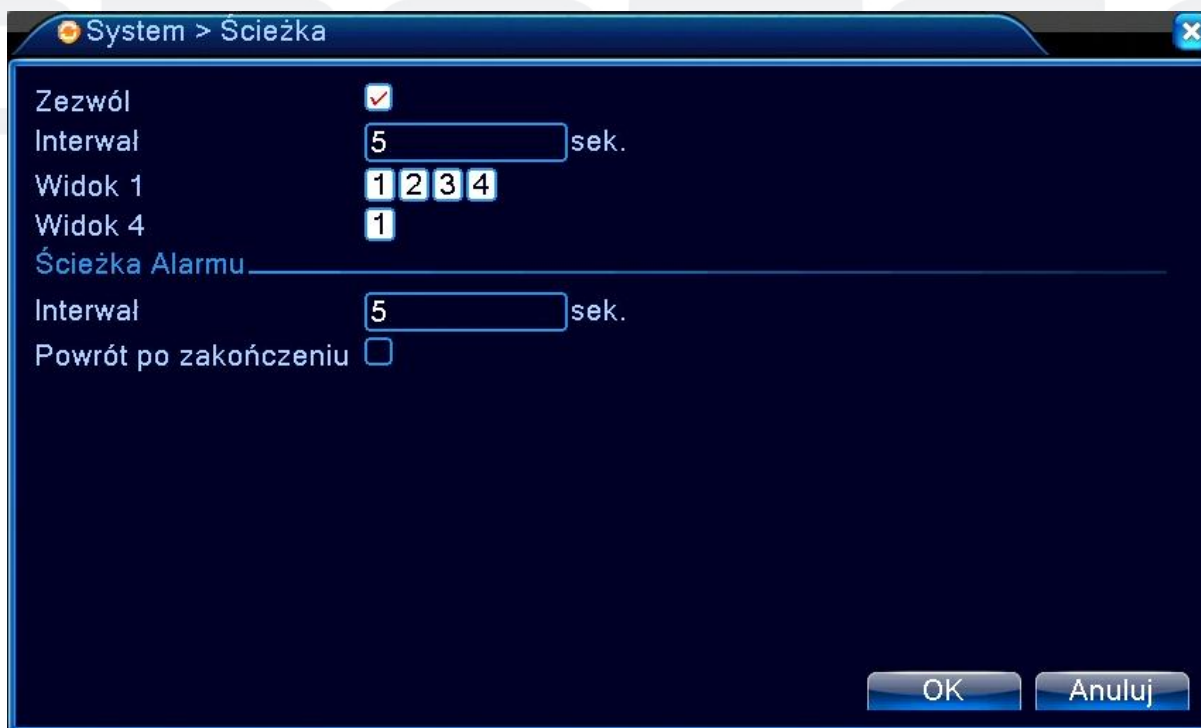 System > Ścieżka
Zezwól
Interwał 5 sek.
Widok 1 1 2 3 4
Widok 4 1
Ścieżka Alarmu
Interwał 5 sek.
Powrót po zakończeniu
OK Anuluj